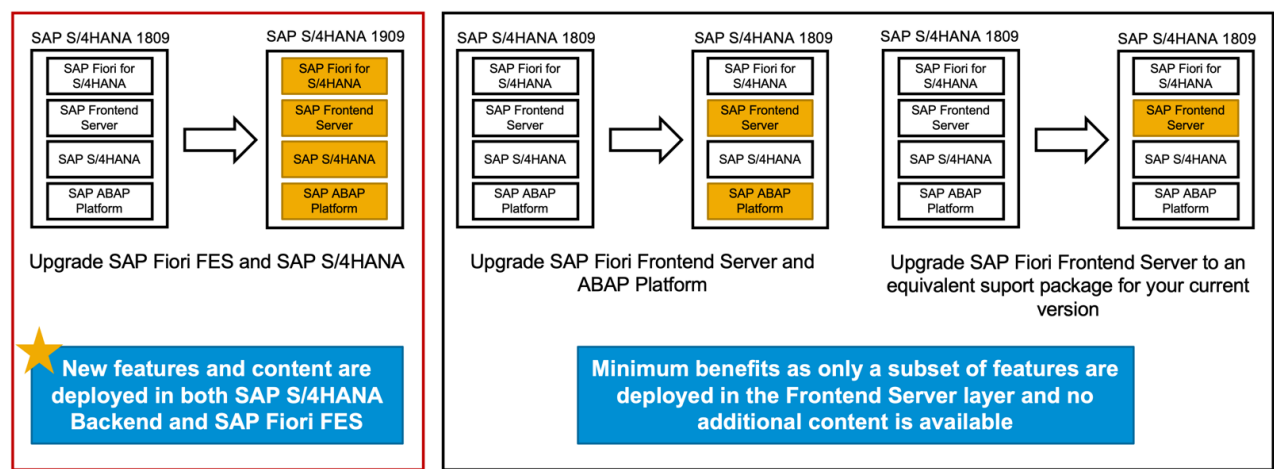 SAP S/4HANA 1809
SAP Fiori for
S/4HANA
SAP Frontend
Server
SAP S/4HANA
SAP ABAP
Platform
SAP S/4HANA 1909
SAP Fiori for
S/4HANA
SAP Frontend
Server
SAP S/4HANA
SAP ABAP
Platform
Upgrade SAP Fiori FES and SAP S/4HANA
New features and content are
deployed in both SAP S/4HANA
Backend and SAP Fiori FES
SAP S/4HANA 1809
SAP Fiori for
S/4HANA
SAP Frontend
Server
SAP S/4HANA
SAP ABAP
Platform
SAP S/4HANA 1809
SAP Fiori for
S/4HANA
SAP Frontend
Server
SAP S/4HANA
SAP ABAP
Platform
Upgrade SAP Fiori Frontend Server and
ABAP Platform
SAP S/4HANA 1809
SAP Fiori for
S/4HANA
SAP Frontend
Server
SAP S/4HANA
SAP ABAP
Platform
SAP S/4HANA 1809
SAP Fiori for
S/4HANA
SAP Frontend
Server
SAP S/4HANA
SAP ABAP
Platform
Upgrade SAP Fiori Frontend Server to an
equivalent suport package for your current
version
Minimum benefits as only a subset of features are
deployed in the Frontend Server layer and no
additional content is available